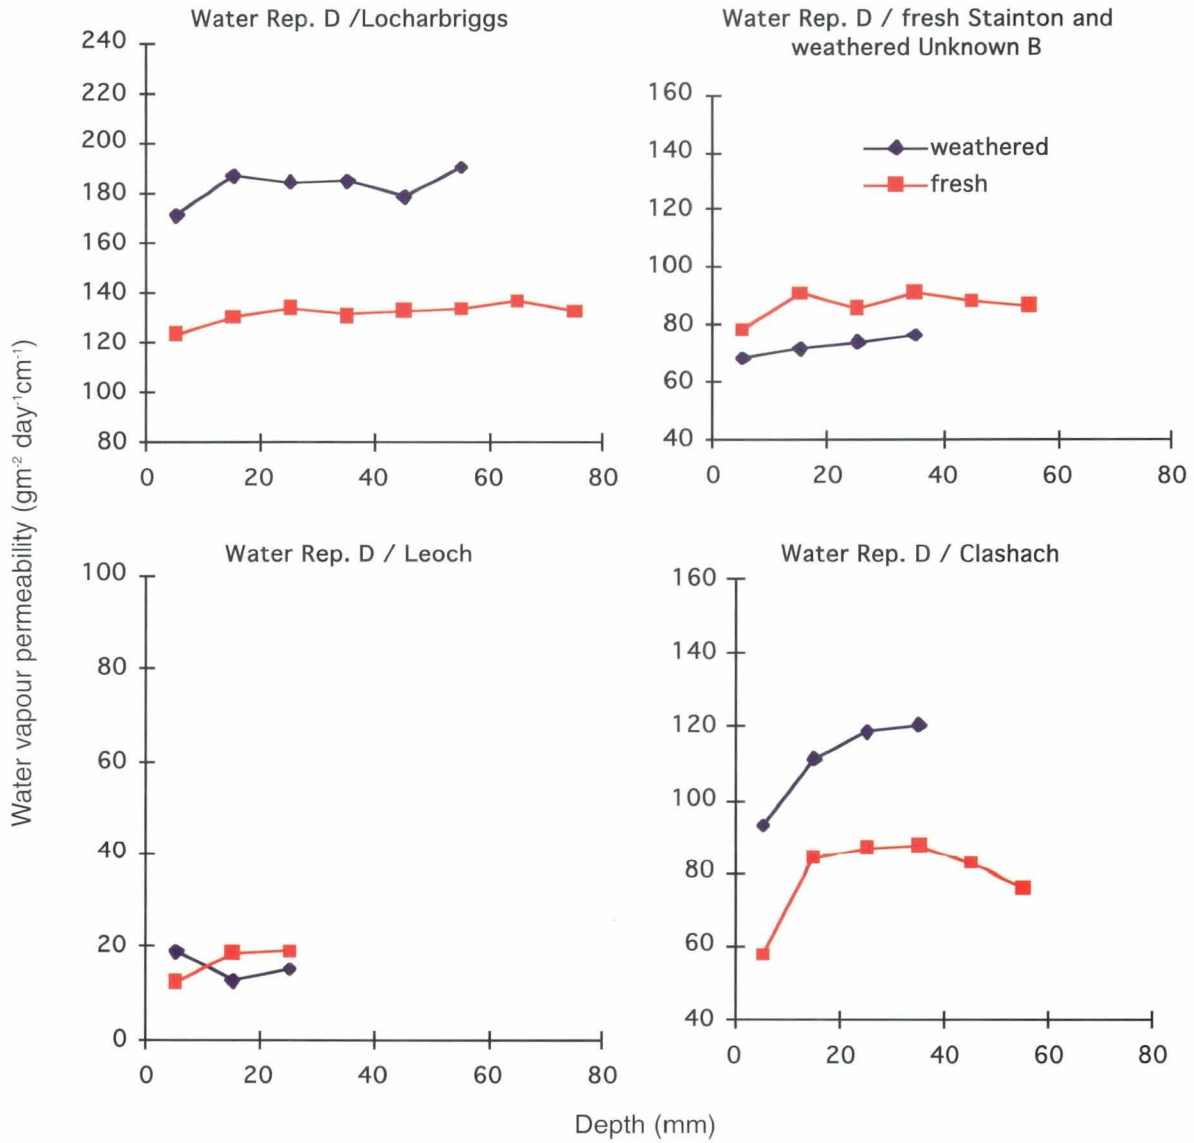 Water Rep. D /Locharbriggs
240
220
200
180
160
140
120
100
80
0 20 40 60 80
Water Rep. D / fresh Stainton and
weathered Unknown B
160
140
120
100
80
60
40
0 20 40 60 80
weathered
fresh
Water vapour permeability (gm⁻² day⁻¹cm⁻¹)
Water Rep. D / Leoch
100
80
60
40
20
0
0 20 40 60 80
Water Rep. D / Clashach
160
140
120
100
80
60
40
0 20 40 60 80
Depth (mm)